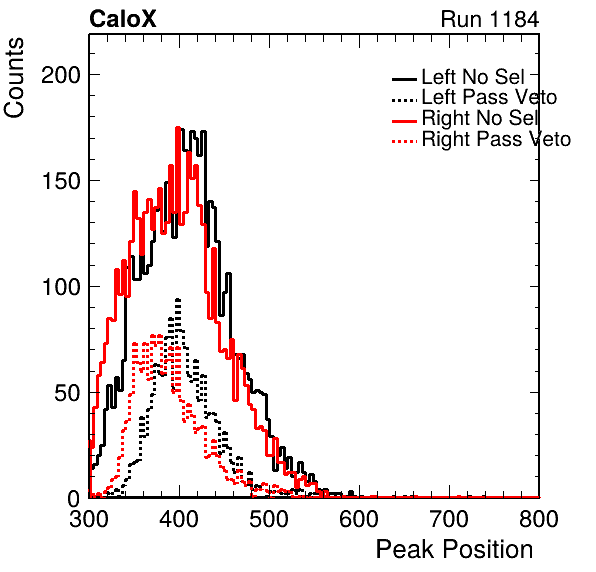 CaloX Run 1184
Counts
200
150
100
50
0
Left No Sel
Left Pass Veto
Right No Sel
Right Pass Veto
300 400 500 600 700 800
Peak Position